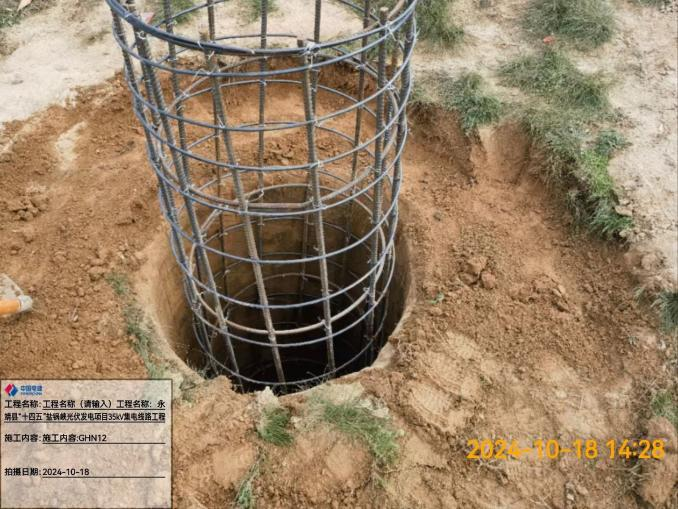 中国电建
POWERCHINA
工程名称:工程名称（请输入）工程名称：永
靖县"十四五"盐锅峡光伏发电项目35kV集电线路工程
施工内容:施工内容:GHN12
拍摄日期:2024-10-18
2024-10-18 14:28